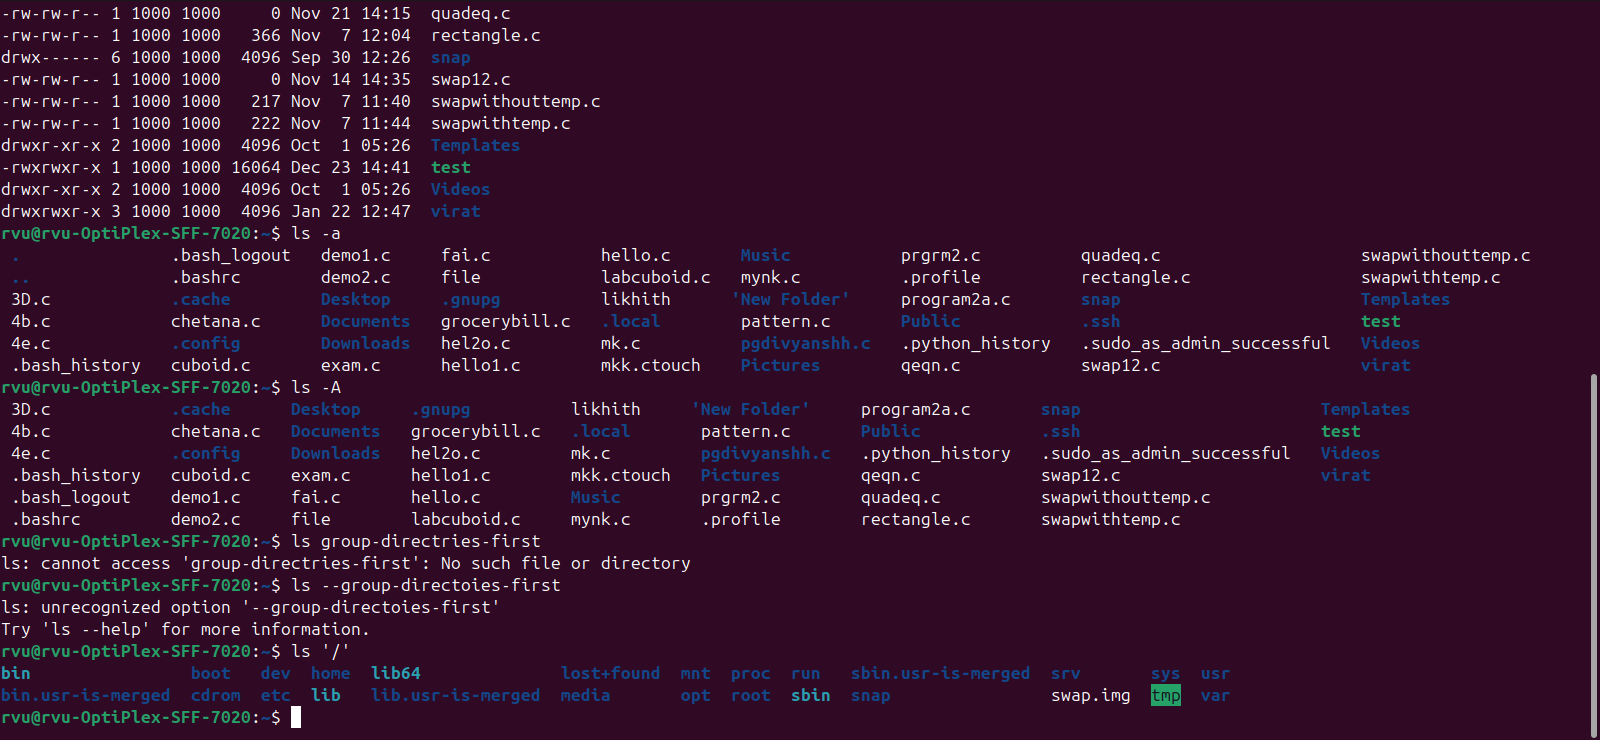 -rw-rw-r-- 1 1000 1000     0 Nov 21 14:15  quadeq.c
-rw-rw-r-- 1 1000 1000   366 Nov  7 12:04  rectangle.c
drwx------ 6 1000 1000  4096 Sep 30 12:26  snap
-rw-rw-r-- 1 1000 1000     0 Nov 14 14:35  swap12.c
-rw-rw-r-- 1 1000 1000   217 Nov  7 11:40  swapwithouttemp.c
-rw-rw-r-- 1 1000 1000   222 Nov  7 11:44  swapwithtemp.c
drwxr-xr-x 2 1000 1000  4096 Oct  1 05:26  Templates
-rwxrwxr-x 1 1000 1000 16064 Dec 23 14:41  test
drwxr-xr-x 2 1000 1000  4096 Oct  1 05:26  Videos
drwxrwxr-x 3 1000 1000  4096 Jan 22 12:47  virat
rvu@rvu-OptiPlex-SFF-7020:~$ ls -a
 .               .bash_logout   demo1.c     fai.c           hello.c       Music           prgrm2.c          quadeq.c                    swapwithouttemp.c
 ..              .bashrc        demo2.c     file            labcuboid.c   mynk.c          .profile          rectangle.c                 swapwithtemp.c
 3D.c            .cache         Desktop     .gnupg          likhith      'New Folder'     program2a.c       snap                        Templates
 4b.c            chetana.c      Documents   grocerybill.c   .local        pattern.c       Public            .ssh                        test
 4e.c            .config        Downloads   hel2o.c         mk.c          pgdivyanshh.c   .python_history   .sudo_as_admin_successful   Videos
 .bash_history   cuboid.c       exam.c      hello1.c        mkk.ctouch    Pictures        qeqn.c            swap12.c                    virat
rvu@rvu-OptiPlex-SFF-7020:~$ ls -A
 3D.c            .cache      Desktop     .gnupg          likhith     'New Folder'     program2a.c       snap                        Templates
 4b.c            chetana.c   Documents   grocerybill.c   .local       pattern.c       Public            .ssh                        test
 4e.c            .config     Downloads   hel2o.c         mk.c         pgdivyanshh.c   .python_history   .sudo_as_admin_successful   Videos
 .bash_history   cuboid.c    exam.c      hello1.c        mkk.ctouch   Pictures        qeqn.c            swap12.c                    virat
 .bash_logout    demo1.c     fai.c       hello.c         Music        prgrm2.c        quadeq.c          swapwithouttemp.c
 .bashrc         demo2.c     file        labcuboid.c     mynk.c       .profile        rectangle.c       swapwithtemp.c
rvu@rvu-OptiPlex-SFF-7020:~$ ls group-directries-first
ls: cannot access 'group-directries-first': No such file or directory
rvu@rvu-OptiPlex-SFF-7020:~$ ls --group-directoies-first
ls: unrecognized option '--group-directoies-first'
Try 'ls --help' for more information.
rvu@rvu-OptiPlex-SFF-7020:~$ ls '/'
bin                boot   dev  home  lib64              lost+found  mnt  proc  run   sbin.usr-is-merged  srv       sys  usr
bin.usr-is-merged  cdrom  etc  lib   lib.usr-is-merged  media       opt  root  sbin  snap                swap.img  tmp  var
rvu@rvu-OptiPlex-SFF-7020:~$